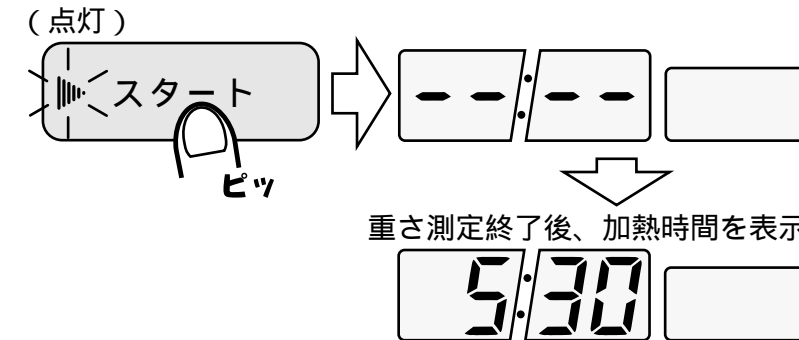 (点灯)
スタート
ピッ
--:--
重さ測定終了後、加熱時間を表示
5:30